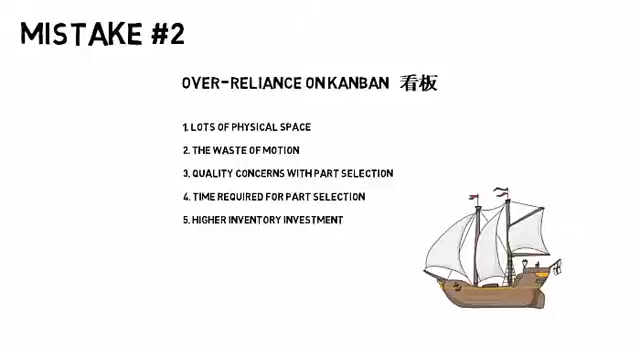 MISTAKE #2
OVER-RELIANCE ON KANBAN 看板
1. LOTS OF PHYSICAL SPACE
2. THE WASTE OF MOTION
3. QUALITY CONCERNS WITH PART SELECTION
4. TIME REQUIRED FOR PART SELECTION
5. HIGHER INVENTORY INVESTMENT